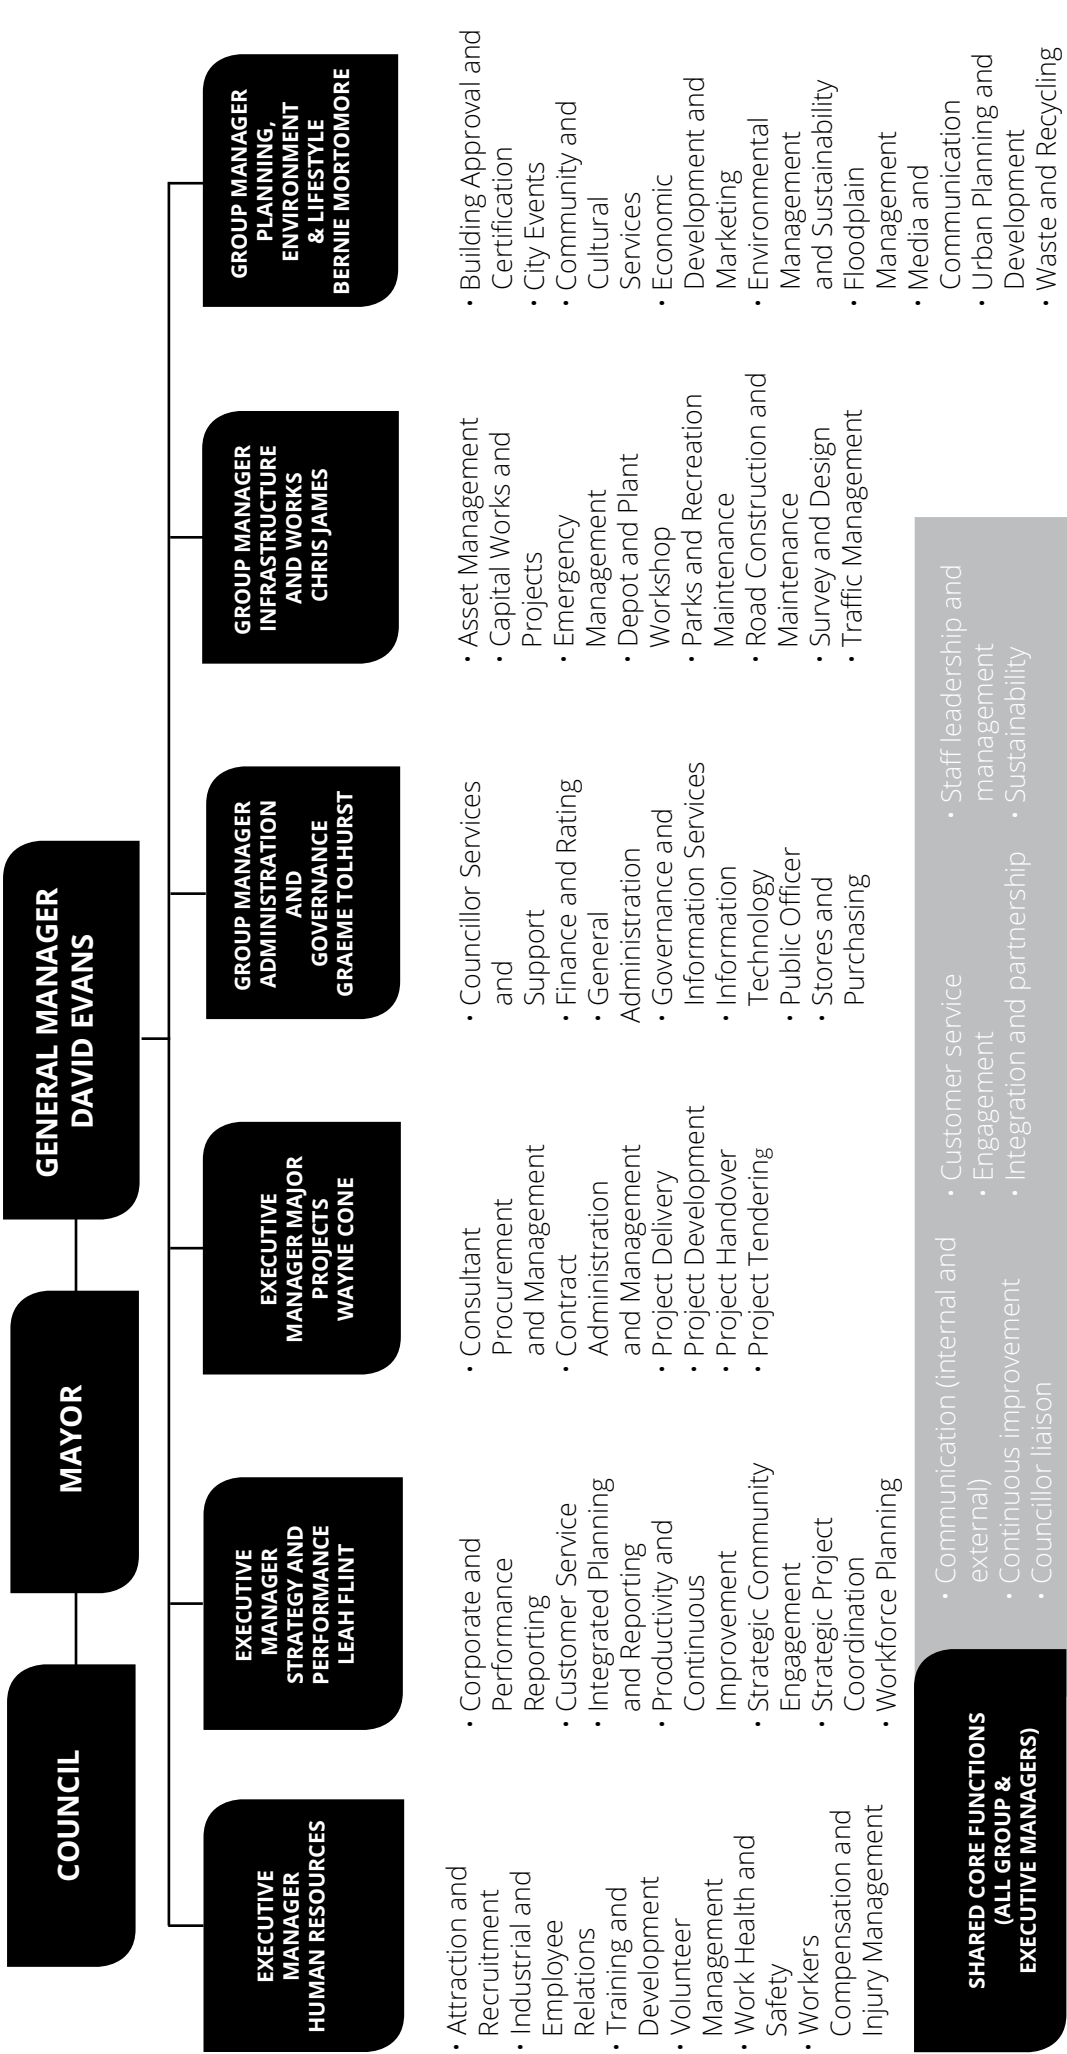 COUNCIL
MAYOR
GENERAL MANAGER
DAVID EVANS
EXECUTIVE
MANAGER
HUMAN RESOURCES
• Attraction and
Recruitment
• Industrial and
Employee
Relations
• Training and
Development
• Volunteer
Management
• Work Health and
Safety
• Workers
Compensation and
Injury Management
EXECUTIVE
MANAGER
STRATEGY AND
PERFORMANCE
LEAH FLINT
• Corporate and
Performance
Reporting
• Customer Service
• Integrated Planning
and Reporting
• Productivity and
Continuous
Improvement
• Strategic Community
Engagement
• Strategic Project
Coordination
• Workforce Planning
EXECUTIVE
MANAGER MAJOR
PROJECTS
WAYNE CONE
• Consultant
Procurement
and Management
• Contract
Administration
and Management
• Project Delivery
• Project Development
• Project Handover
• Project Tendering
GROUP MANAGER
ADMINISTRATION
AND
GOVERNANCE
GRAEME TOLHURST
• Councillor Services
and
Support
• Finance and Rating
• General
Administration
• Governance and
Information Services
• Information
Technology
• Public Officer
• Stores and
Purchasing
GROUP MANAGER
INFRASTRUCTURE
AND WORKS
CHRIS JAMES
• Asset Management
• Capital Works and
Projects
• Emergency
Management
• Depot and Plant
Workshop
• Parks and Recreation
Maintenance
• Road Construction and
Maintenance
• Survey and Design
• Traffic Management
GROUP MANAGER
PLANNING,
ENVIRONMENT
& LIFESTYLE
BERNIE MORTOMORE
• Building Approval and
Certification
• City Events
• Community and
Cultural
Services
• Economic
Development and
Marketing
• Environmental
Management
and Sustainability
• Floodplain
Management
• Media and
Communication
• Urban Planning and
Development
• Waste and Recycling
SHARED CORE FUNCTIONS
(ALL GROUP &
EXECUTIVE MANAGERS)
• Communication (internal and
external)
• Continuous improvement
• Councillor liaison
• Customer service
• Engagement
• Integration and partnership
• Staff leadership and
management
• Sustainability